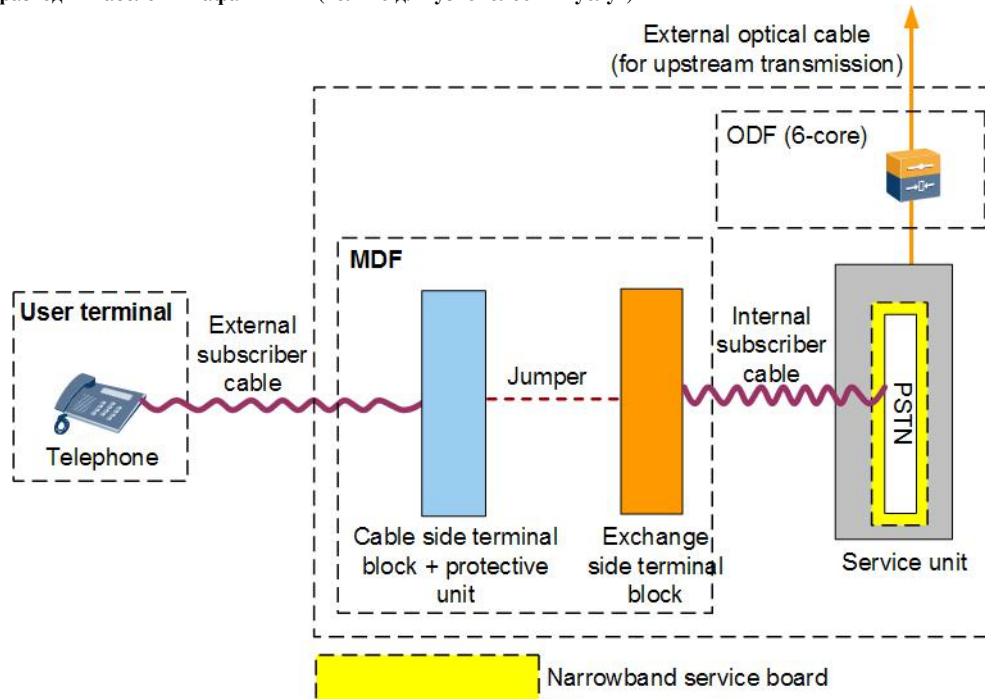 External optical cable
(for upstream transmission)
ODF (6-core)
MDF
User terminal
External
subscriber
cable
Jumper
Internal
subscriber
cable
PSTN
Telephone
Cable side terminal
block + protective
unit
Exchange
side terminal
block
Service unit
Narrowband service board